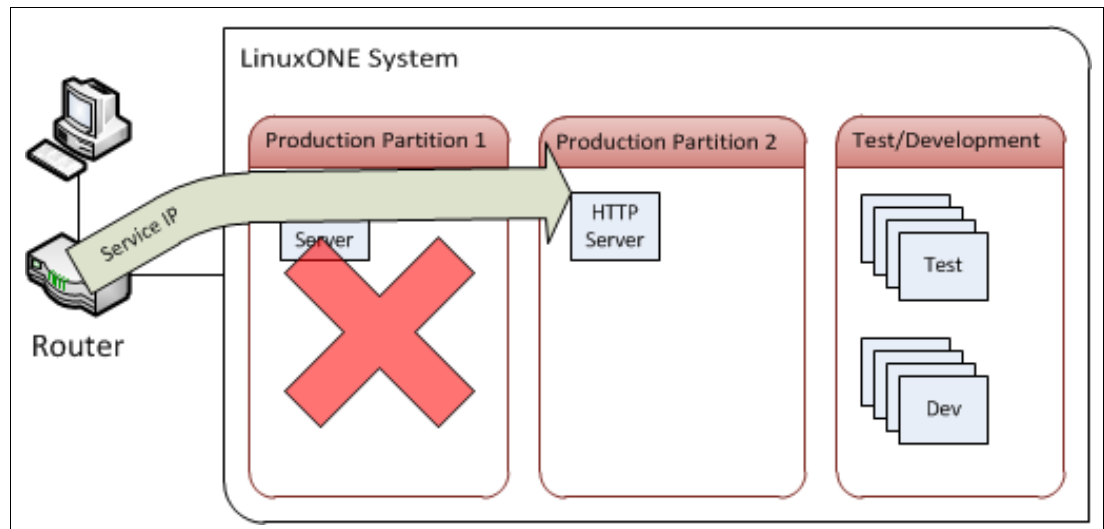 LinuxONE System
Production Partition 1
Production Partition 2
Test/Development
Service IP
Server
HTTP
Server
Test
Dev
Router